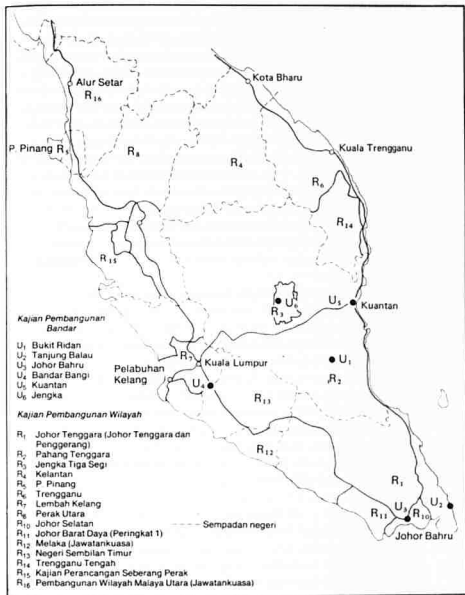 Kota Bharu
Alur Setar
R16
P. Pinang R5
R8
R4
Kuala Trengganu
R6
R14
R15
U6
R3
U5
Kuantan
Kajian Pembangunan
Bandar
U1 Bukit Ridan
U2 Tanjung Balau
U3 Johor Bahru
U4 Bandar Bangi
U5 Kuantan
U6 Jengka
R7
Kuala Lumpur
Pelabuhan
Kelang
U4
U1
R2
R13
R12
R1
R11
U3
R10
U2
Johor Bahru
Kajian Pembangunan Wilayah
R1 Johor Tenggara (Johor Tenggara dan
Penggerang)
R2 Pahang Tenggara
R3 Jengka Tiga Segi
R4 Kelantan
R5 P. Pinang
R6 Trengganu
R7 Lembah Kelang
R8 Perak Utara
R10 Johor Selatan
R11 Johor Barat Daya (Peringkat 1)
R12 Melaka (Jawatankuasa)
R13 Negeri Sembilan Timur
R14 Trengganu Tengah
R15 Kajian Perancangan Seberang Perak
R16 Pembangunan Wilayah Malaya Utara (Jawatankuasa)
Sempadan negeri